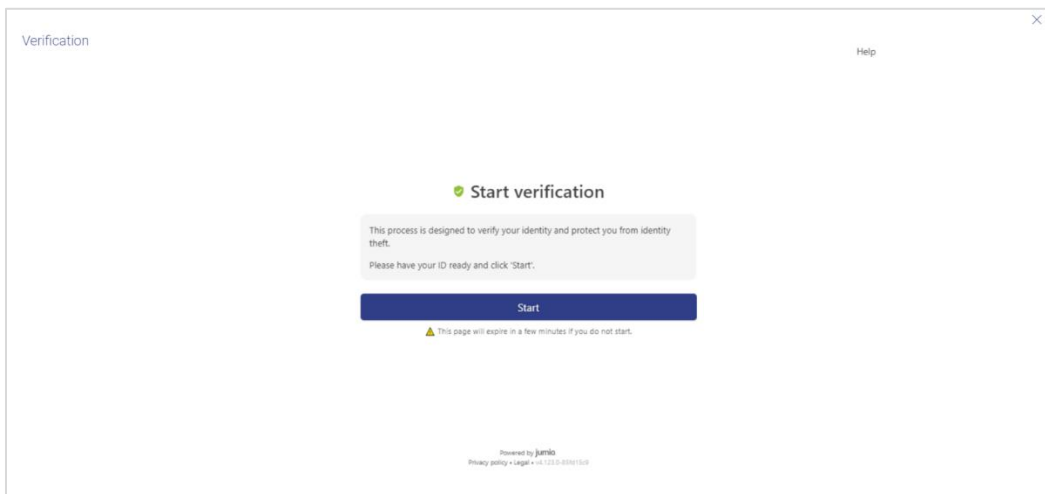 Verification
Help
Start verification
This process is designed to verify your identity and protect you from identity
theft.
Please have your ID ready and click 'Start'.
Start
This page will expire in a few minutes if you do not start.
Powered by jumio
Privacy policy • Legal •